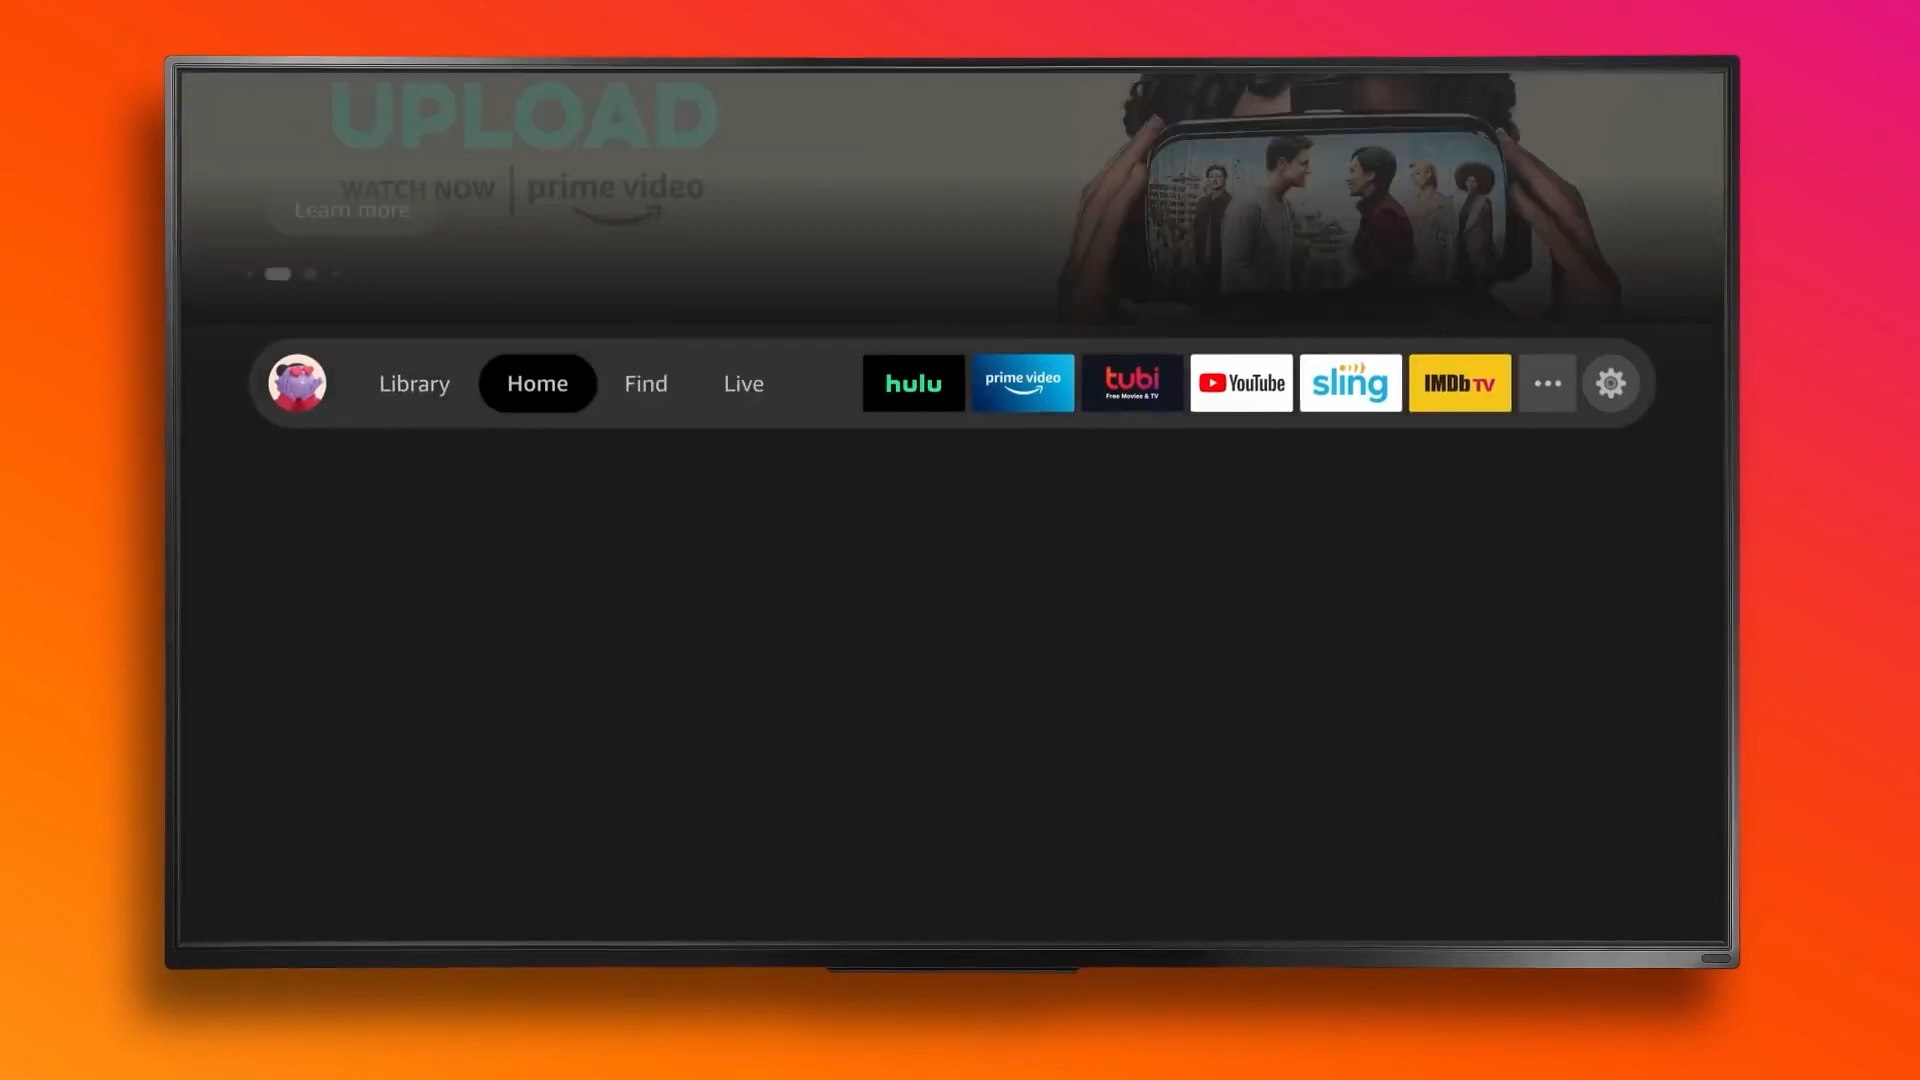 UPLOAD
WATCH NOW | prime video
Learn more
Library Home Find Live hulu prime video tubi YouTube sling IMDb TV
Free Movies & TV